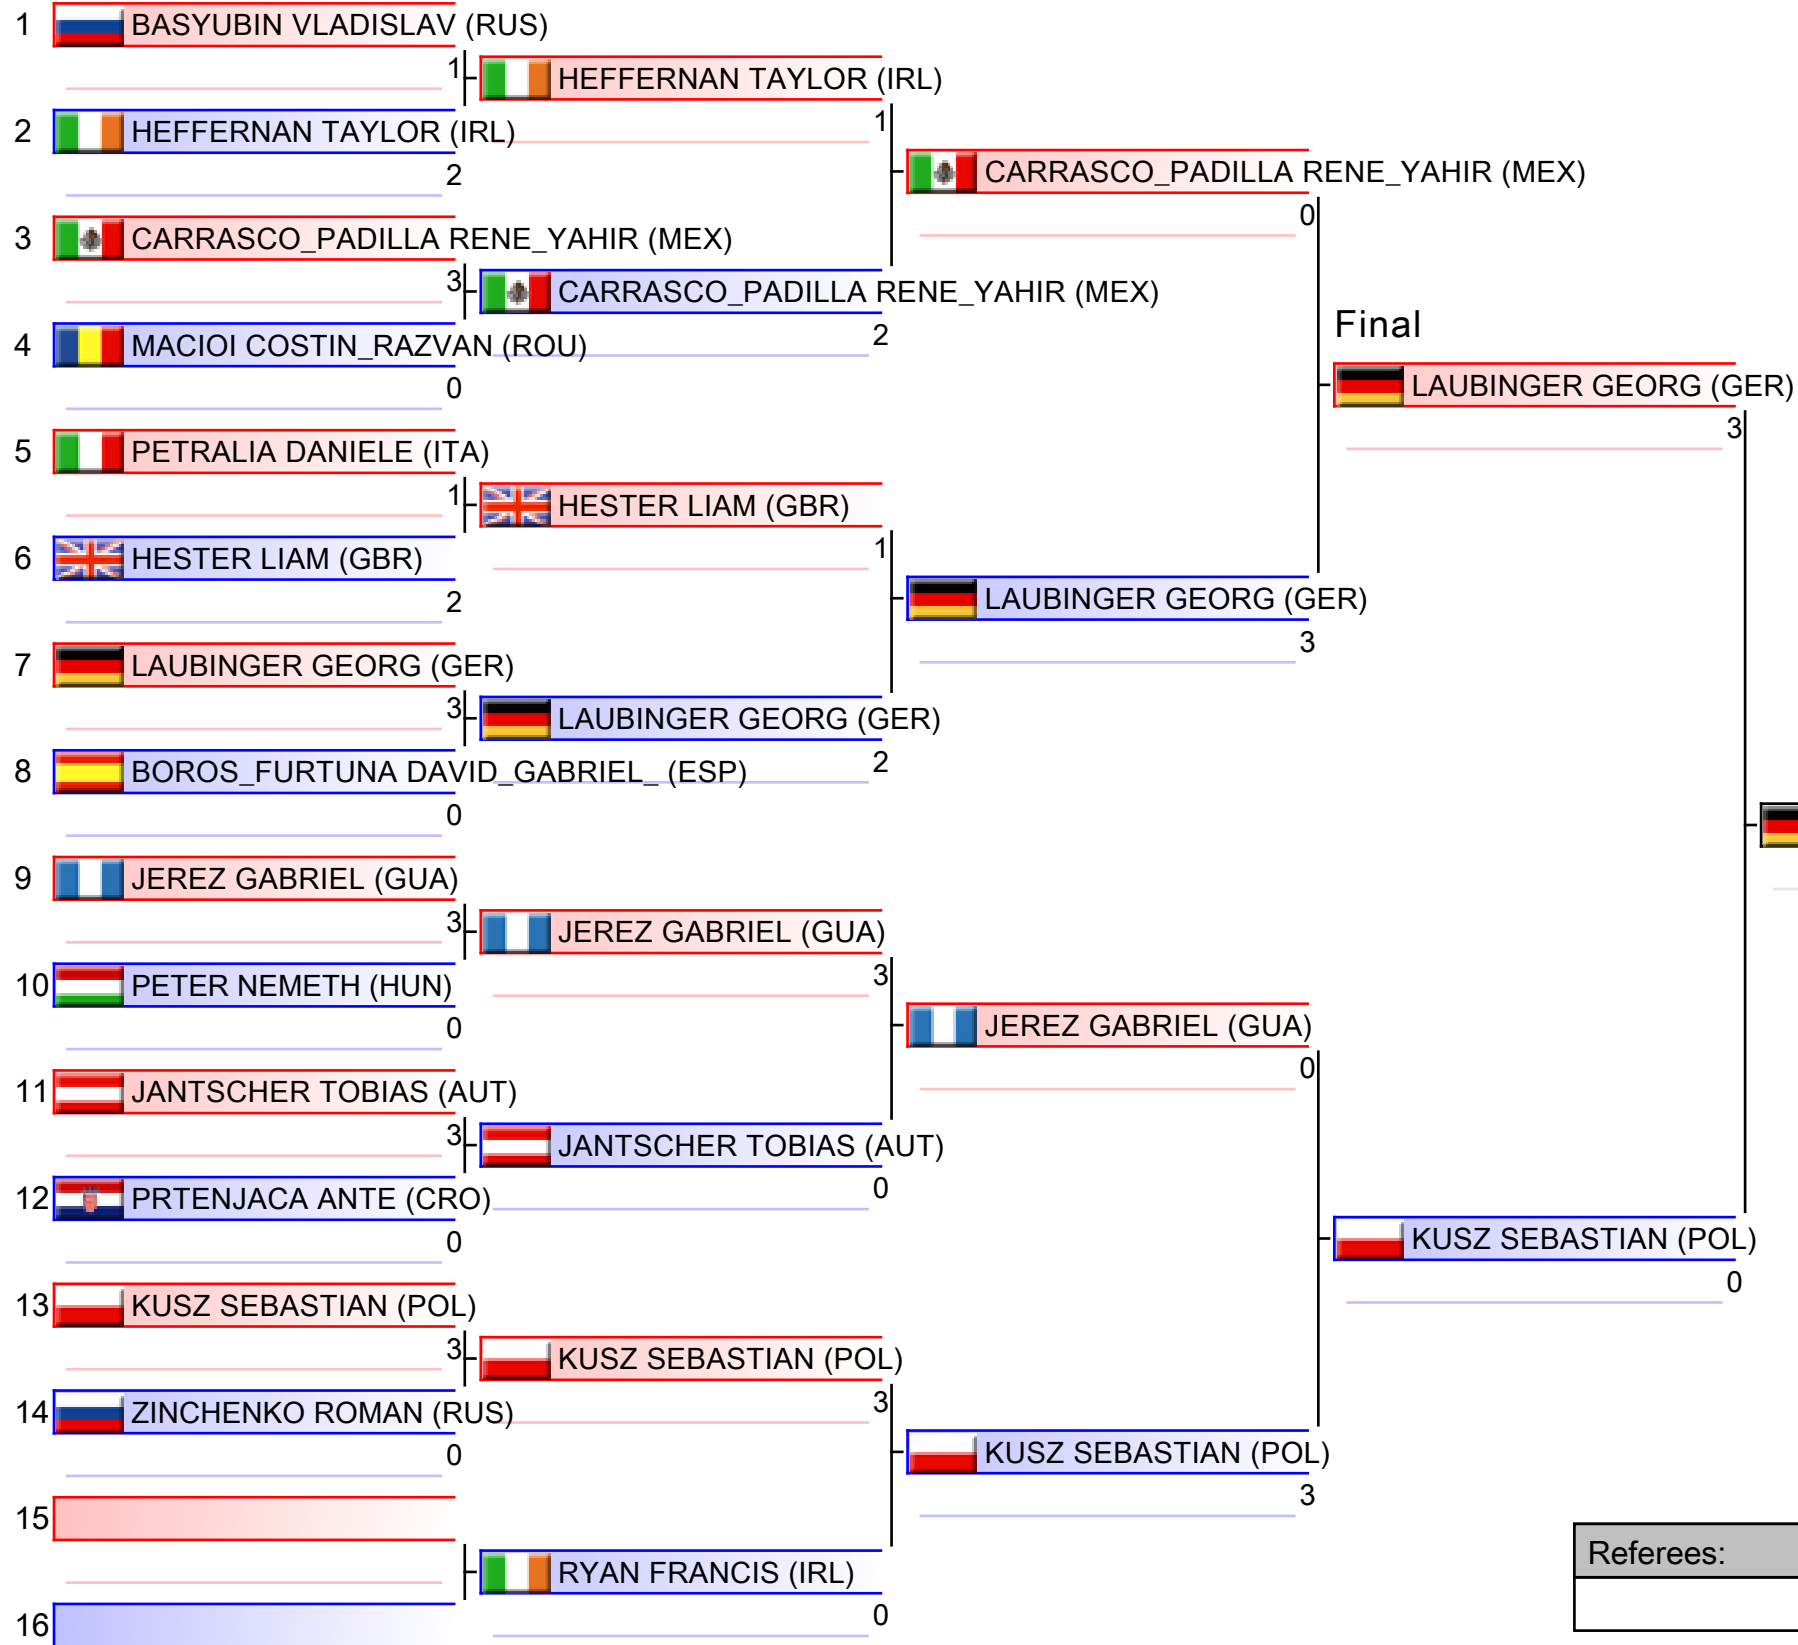 1 BASYUBIN VLADISLAV (RUS)
1 HEFFERNAN TAYLOR (IRL)
2 HEFFERNAN TAYLOR (IRL)
1
2
CARRASCO_PADILLA RENE_YAHIR (MEX)
0
3 CARRASCO_PADILLA RENE_YAHIR (MEX)
3 CARRASCO_PADILLA RENE_YAHIR (MEX)
2
Final
4 MACIOI COSTIN_RAZVAN (ROU)
0
LAUBINGER GEORG (GER)
3
5 PETRALIA DANIELE (ITA)
1 HESTER LIAM (GBR)
1
6 HESTER LIAM (GBR)
2
LAUBINGER GEORG (GER)
3
7 LAUBINGER GEORG (GER)
3 LAUBINGER GEORG (GER)
2
8 BOROS_FURTUNA DAVID_GABRIEL_ (ESP)
0
9 JEREZ GABRIEL (GUA)
3 JEREZ GABRIEL (GUA)
3
10 PETER NEMETH (HUN)
0
JEREZ GABRIEL (GUA)
0
11 JANTSCHER TOBIAS (AUT)
3 JANTSCHER TOBIAS (AUT)
0
12 PRTENJACA ANTE (CRO)
0
KUSZ SEBASTIAN (POL)
0
13 KUSZ SEBASTIAN (POL)
3 KUSZ SEBASTIAN (POL)
3
14 ZINCHENKO ROMAN (RUS)
0
KUSZ SEBASTIAN (POL)
3
15
RYAN FRANCIS (IRL)
0
16
Referees: